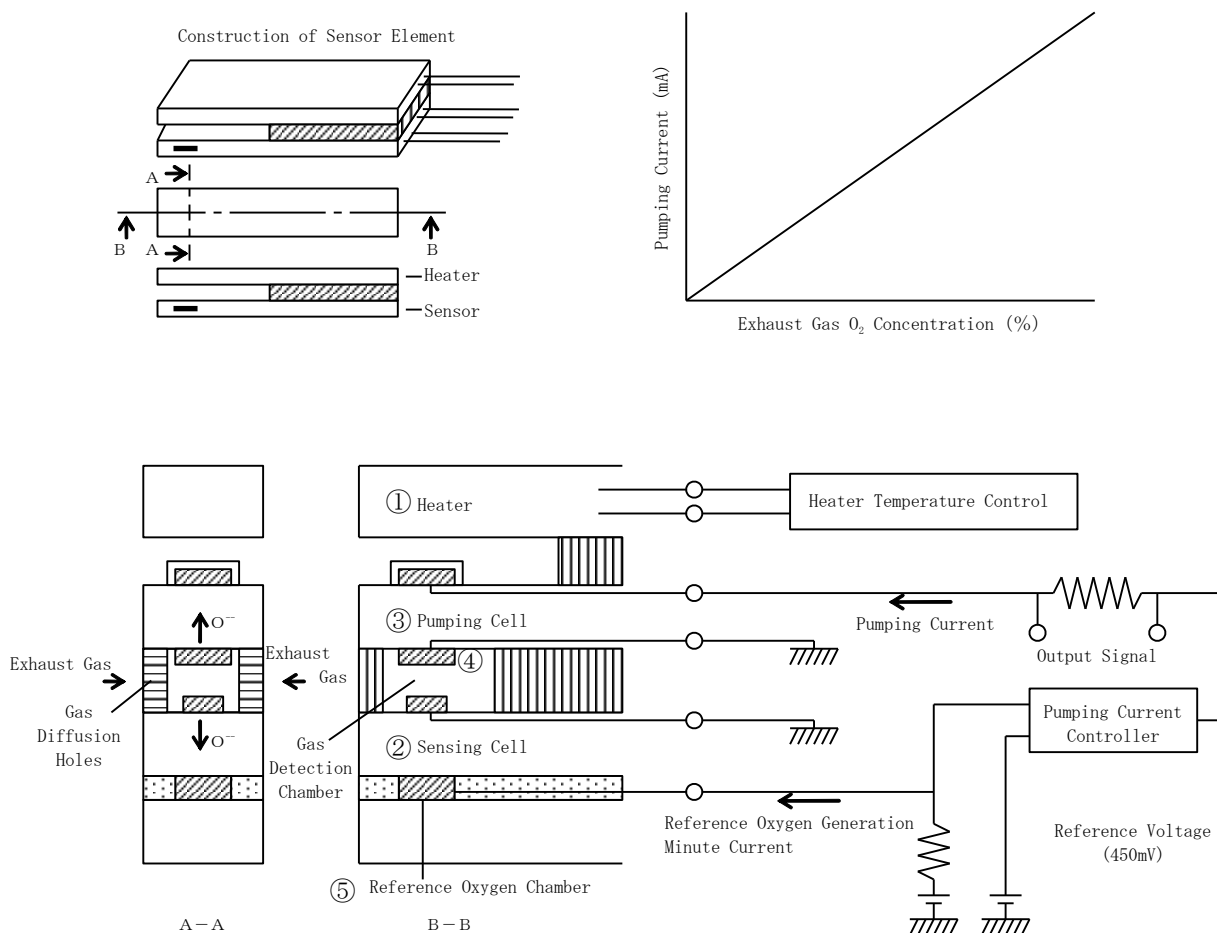 Construction of Sensor Element
A
B
A
B
Heater
Sensor
Pumping Current (mA)
Exhaust Gas O₂ Concentration (%)
① Heater
Heater Temperature Control
O⁻⁻
③ Pumping Cell
Pumping Current
Output Signal
Exhaust Gas
Exhaust
Gas
④
Gas
Diffusion
Holes
O⁻⁻
Gas
Detection
Chamber
② Sensing Cell
Pumping Current
Controller
Reference Oxygen Generation
Minute Current
Reference Voltage
(450mV)
⑤ Reference Oxygen Chamber
A－A
B－B